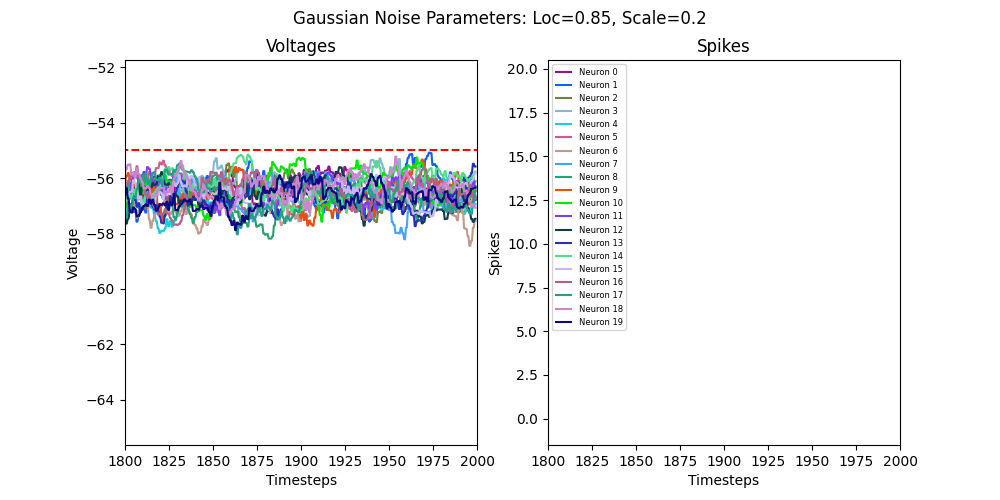 Gaussian Noise Parameters: Loc=0.85, Scale=0.2
Voltages
Voltage
−52
−54
−56
−58
−60
−62
−64
1800 1825 1850 1875 1900 1925 1950 1975 2000
Timesteps
Spikes
Spikes
20.0
17.5
15.0
12.5
10.0
7.5
5.0
2.5
0.0
Neuron 0
Neuron 1
Neuron 2
Neuron 3
Neuron 4
Neuron 5
Neuron 6
Neuron 7
Neuron 8
Neuron 9
Neuron 10
Neuron 11
Neuron 12
Neuron 13
Neuron 14
Neuron 15
Neuron 16
Neuron 17
Neuron 18
Neuron 19
1800 1825 1850 1875 1900 1925 1950 1975 2000
Timesteps